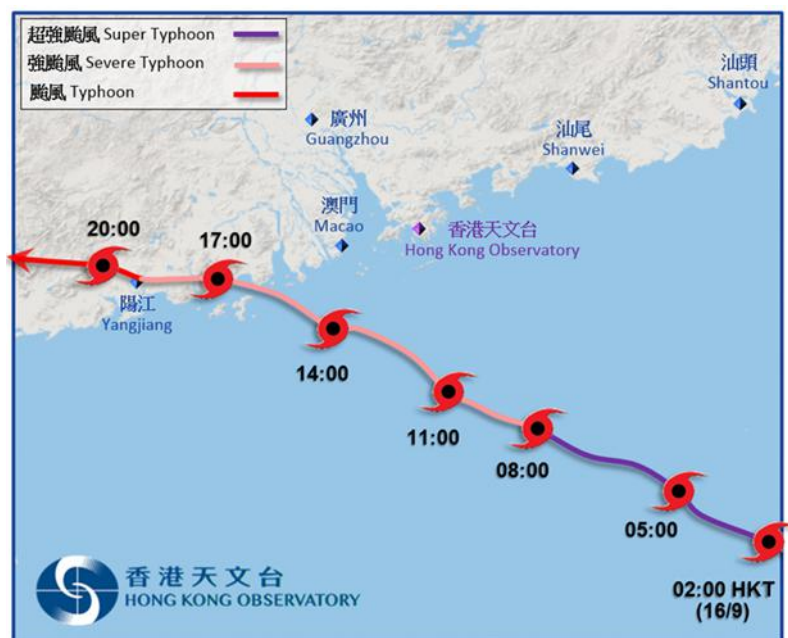 超強颱風 Super Typhoon
強颱風 Severe Typhoon
颱風 Typhoon
汕頭
Shantou
廣州
Guangzhou
汕尾
Shanwei
澳門
Macao
香港天文台
Hong Kong Observatory
20:00
17:00
陽江
Yangjiang
14:00
11:00
08:00
05:00
02:00 HKT
(16/9)
香港天文台
HONG KONG OBSERVATORY